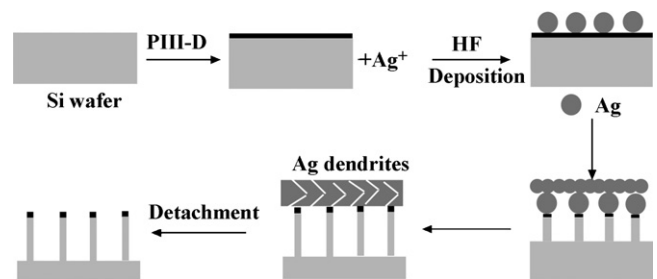 PIII-D
+Ag⁺
HF
Deposition
Si wafer
Ag
Ag dendrites
Detachment